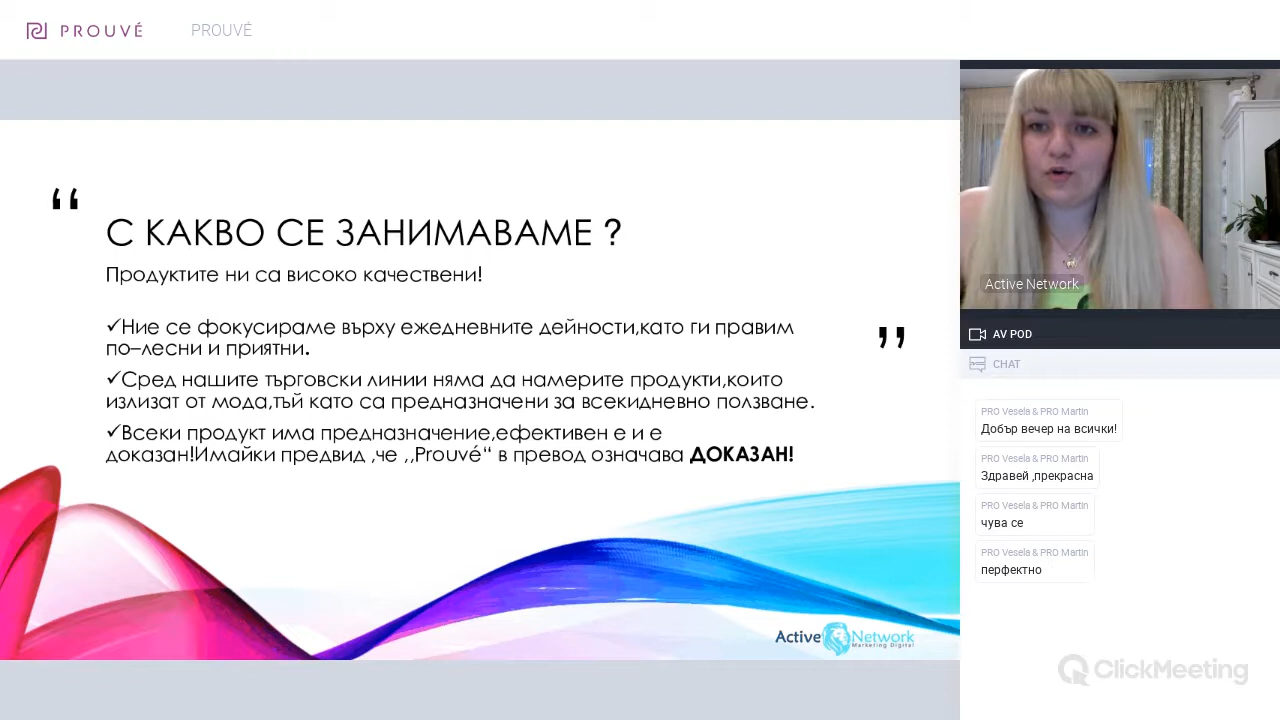 PROUVÉ
PROUVÉ
“
С КАКВО СЕ ЗАНИМАВАМЕ ?
Продуктите ни са високо качествени!
✓Ние се фокусираме върху ежедневните дейности,като ги правим
по–лесни и приятни.
✓Сред нашите търговски линии няма да намерите продукти,които
излизат от мода,тъй като са предназначени за всекидневно ползване.
✓Всеки продукт има предназначение,ефективен е и е
доказан!Имайки предвид ,че ,,Prouvé“ в превод означава ДОКАЗАН!
”
Active Network
Marketing Digital
Active Network
AV POD
CHAT
PRO Vesela & PRO Martin
Добър вечер на всички!
PRO Vesela & PRO Martin
Здравей ,прекрасна
PRO Vesela & PRO Martin
чува се
PRO Vesela & PRO Martin
перфектно
ClickMeeting